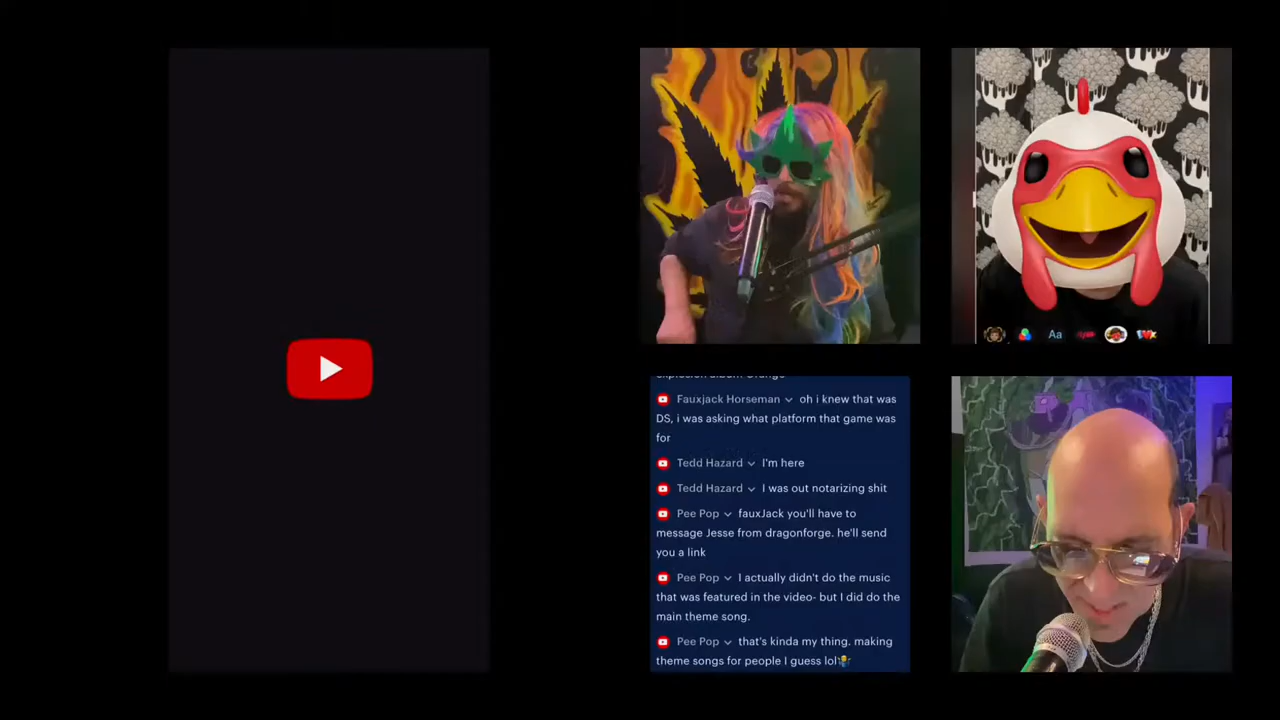 Aa
Fauxjack Horseman oh i knew that was
DS, i was asking what platform that game was
for
Tedd Hazard I'm here
Tedd Hazard I was out notarizing shit
Pee Pop fauxJack you'll have to
message Jesse from dragonforge. he'll send
you a link
Pee Pop I actually didn't do the music
that was featured in the video- but I did do the
main theme song.
Pee Pop that's kinda my thing. making
theme songs for people I guess lol🤷